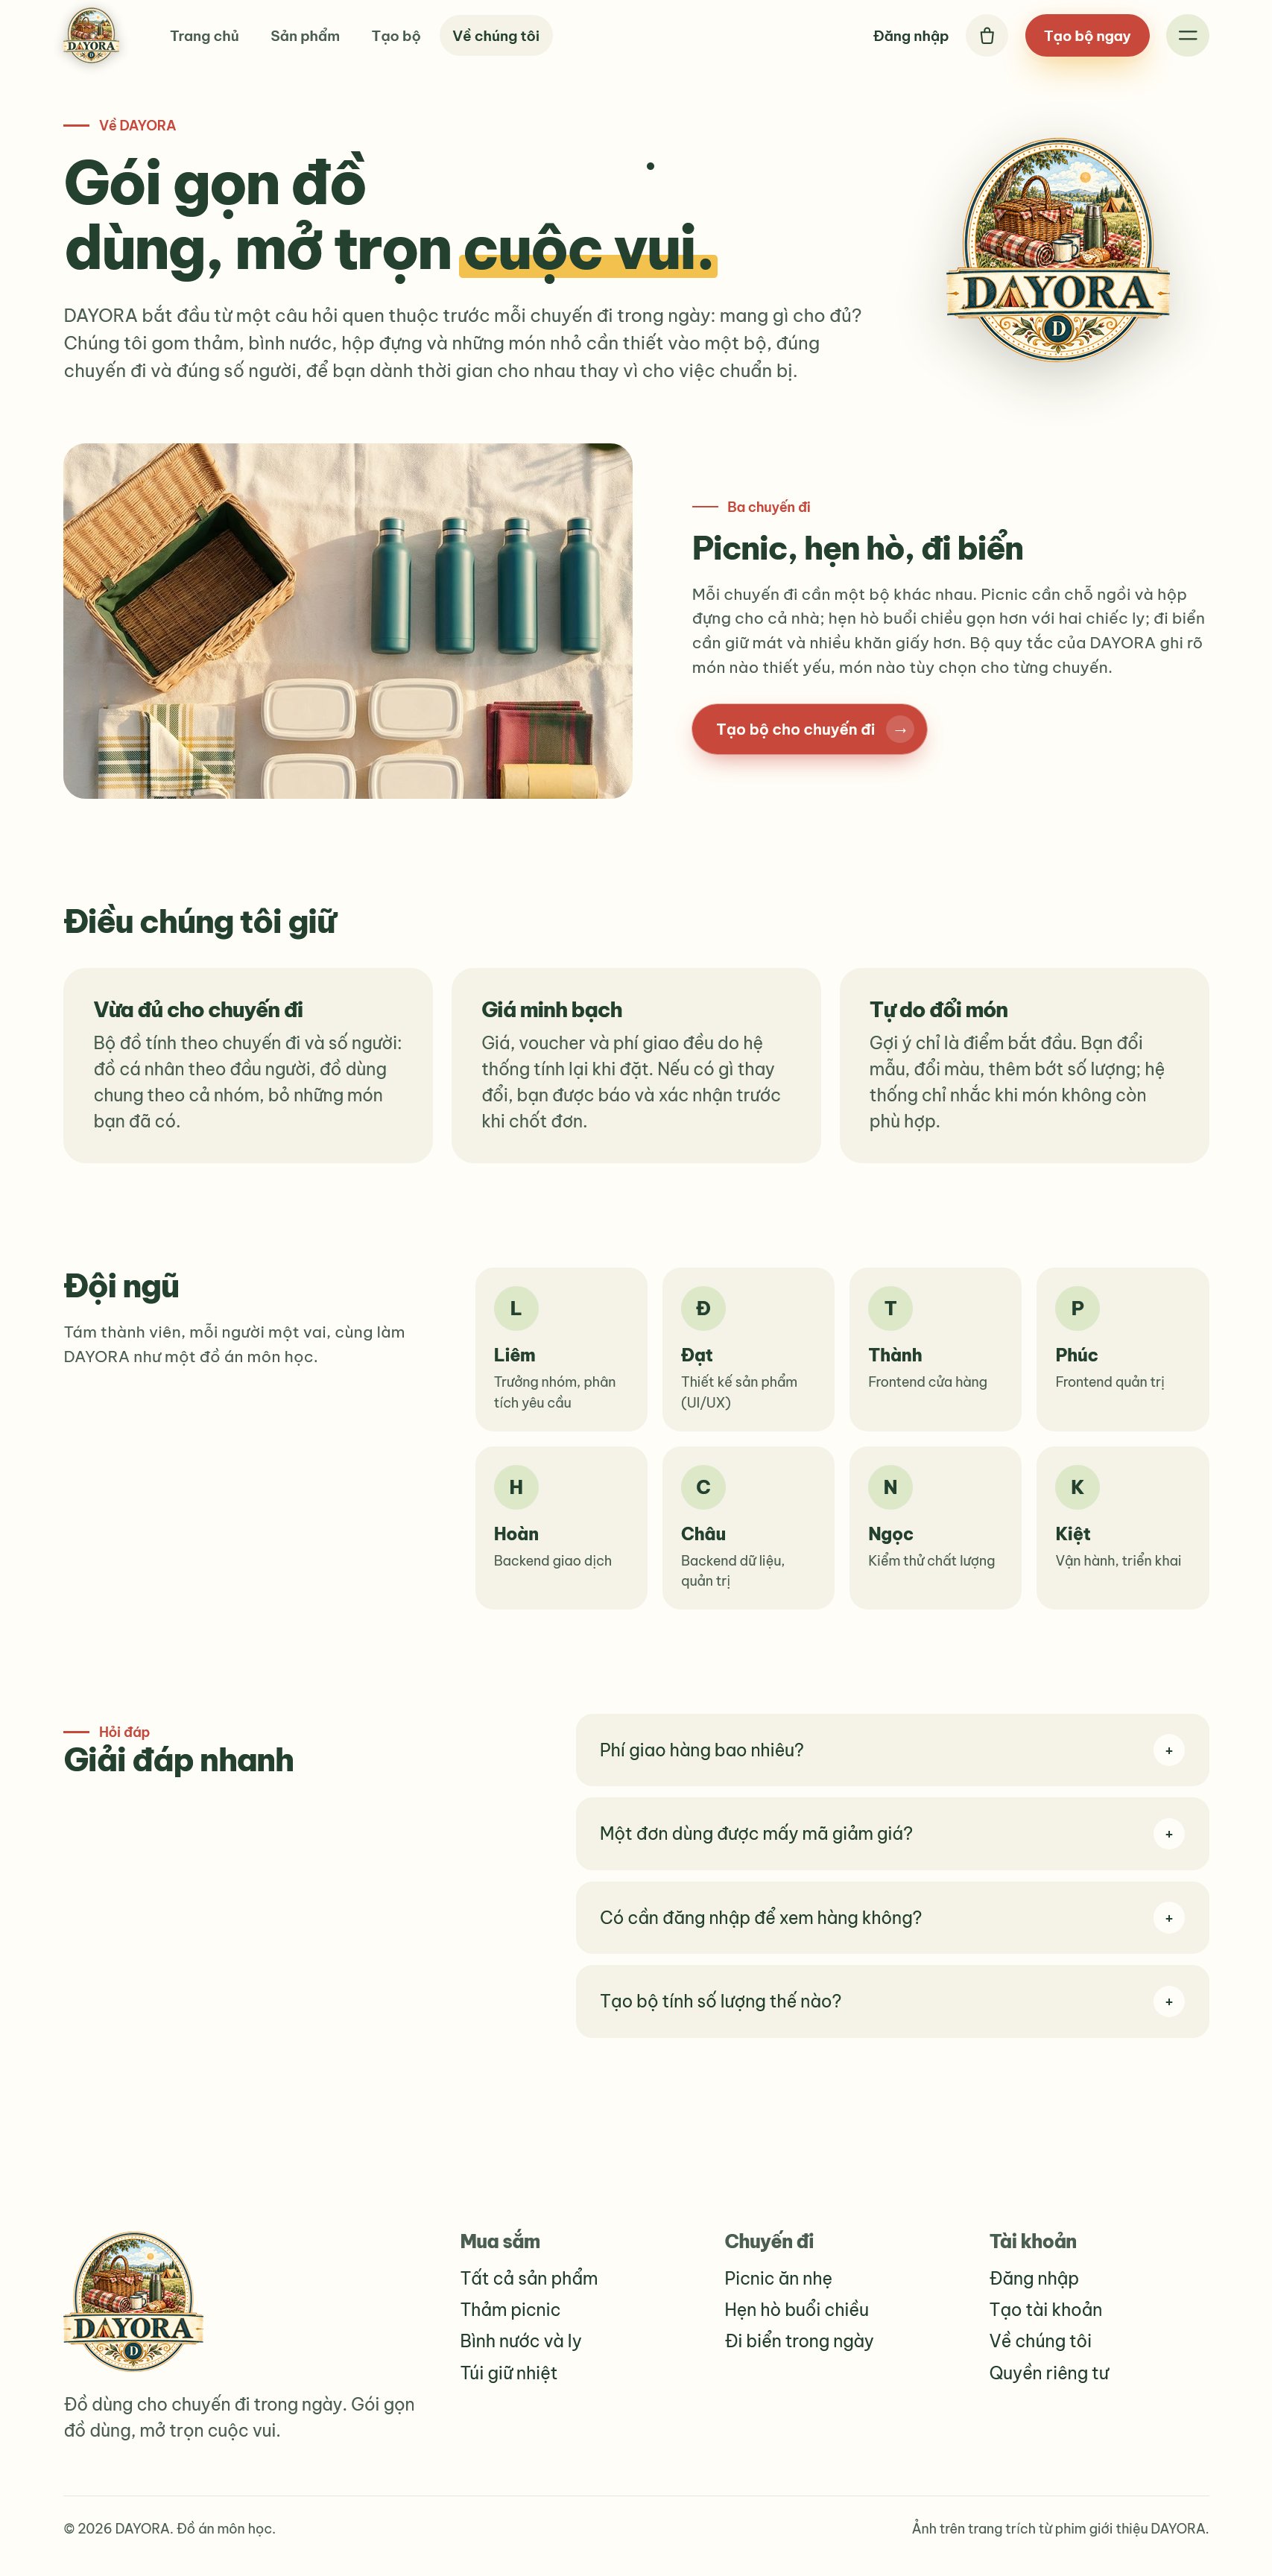 DAYORA
D
Trang chủ
Sản phẩm
Tạo bộ
Về chúng tôi
Đăng nhập
Tạo bộ ngay
Về DAYORA
Gói gọn đồ
dùng, mở trọn cuộc vui.
DAYORA bắt đầu từ một câu hỏi quen thuộc trước mỗi chuyến đi trong ngày: mang gì cho đủ?
Chúng tôi gom thảm, bình nước, hộp đựng và những món nhỏ cần thiết vào một bộ, đúng
chuyến đi và đúng số người, để bạn dành thời gian cho nhau thay vì cho việc chuẩn bị.
DAYORA
D
Ba chuyến đi
Picnic, hẹn hò, đi biển
Mỗi chuyến đi cần một bộ khác nhau. Picnic cần chỗ ngồi và hộp
đựng cho cả nhà; hẹn hò buổi chiều gọn hơn với hai chiếc ly; đi biển
cần giữ mát và nhiều khăn giấy hơn. Bộ quy tắc của DAYORA ghi rõ
món nào thiết yếu, món nào tùy chọn cho từng chuyến.
Tạo bộ cho chuyến đi →
Điều chúng tôi giữ
Vừa đủ cho chuyến đi
Bộ đồ tính theo chuyến đi và số người:
đồ cá nhân theo đầu người, đồ dùng
chung theo cả nhóm, bỏ những món
bạn đã có.
Giá minh bạch
Giá, voucher và phí giao đều do hệ
thống tính lại khi đặt. Nếu có gì thay
đổi, bạn được báo và xác nhận trước
khi chốt đơn.
Tự do đổi món
Gợi ý chỉ là điểm bắt đầu. Bạn đổi
mẫu, đổi màu, thêm bớt số lượng; hệ
thống chỉ nhắc khi món không còn
phù hợp.
Đội ngũ
Tám thành viên, mỗi người một vai, cùng làm
DAYORA như một đồ án môn học.
L
Liêm
Trưởng nhóm, phân
tích yêu cầu
Đ
Đạt
Thiết kế sản phẩm
(UI/UX)
T
Thành
Frontend cửa hàng
P
Phúc
Frontend quản trị
H
Hoàn
Backend giao dịch
C
Châu
Backend dữ liệu,
quản trị
N
Ngọc
Kiểm thử chất lượng
K
Kiệt
Vận hành, triển khai
Hỏi đáp
Giải đáp nhanh
Phí giao hàng bao nhiêu? +
Một đơn dùng được mấy mã giảm giá? +
Có cần đăng nhập để xem hàng không? +
Tạo bộ tính số lượng thế nào? +
DAYORA
D
Đồ dùng cho chuyến đi trong ngày. Gói gọn
đồ dùng, mở trọn cuộc vui.
Mua sắm
Tất cả sản phẩm
Thảm picnic
Bình nước và ly
Túi giữ nhiệt
Chuyến đi
Picnic ăn nhẹ
Hẹn hò buổi chiều
Đi biển trong ngày
Tài khoản
Đăng nhập
Tạo tài khoản
Về chúng tôi
Quyền riêng tư
© 2026 DAYORA. Đồ án môn học.
Ảnh trên trang trích từ phim giới thiệu DAYORA.